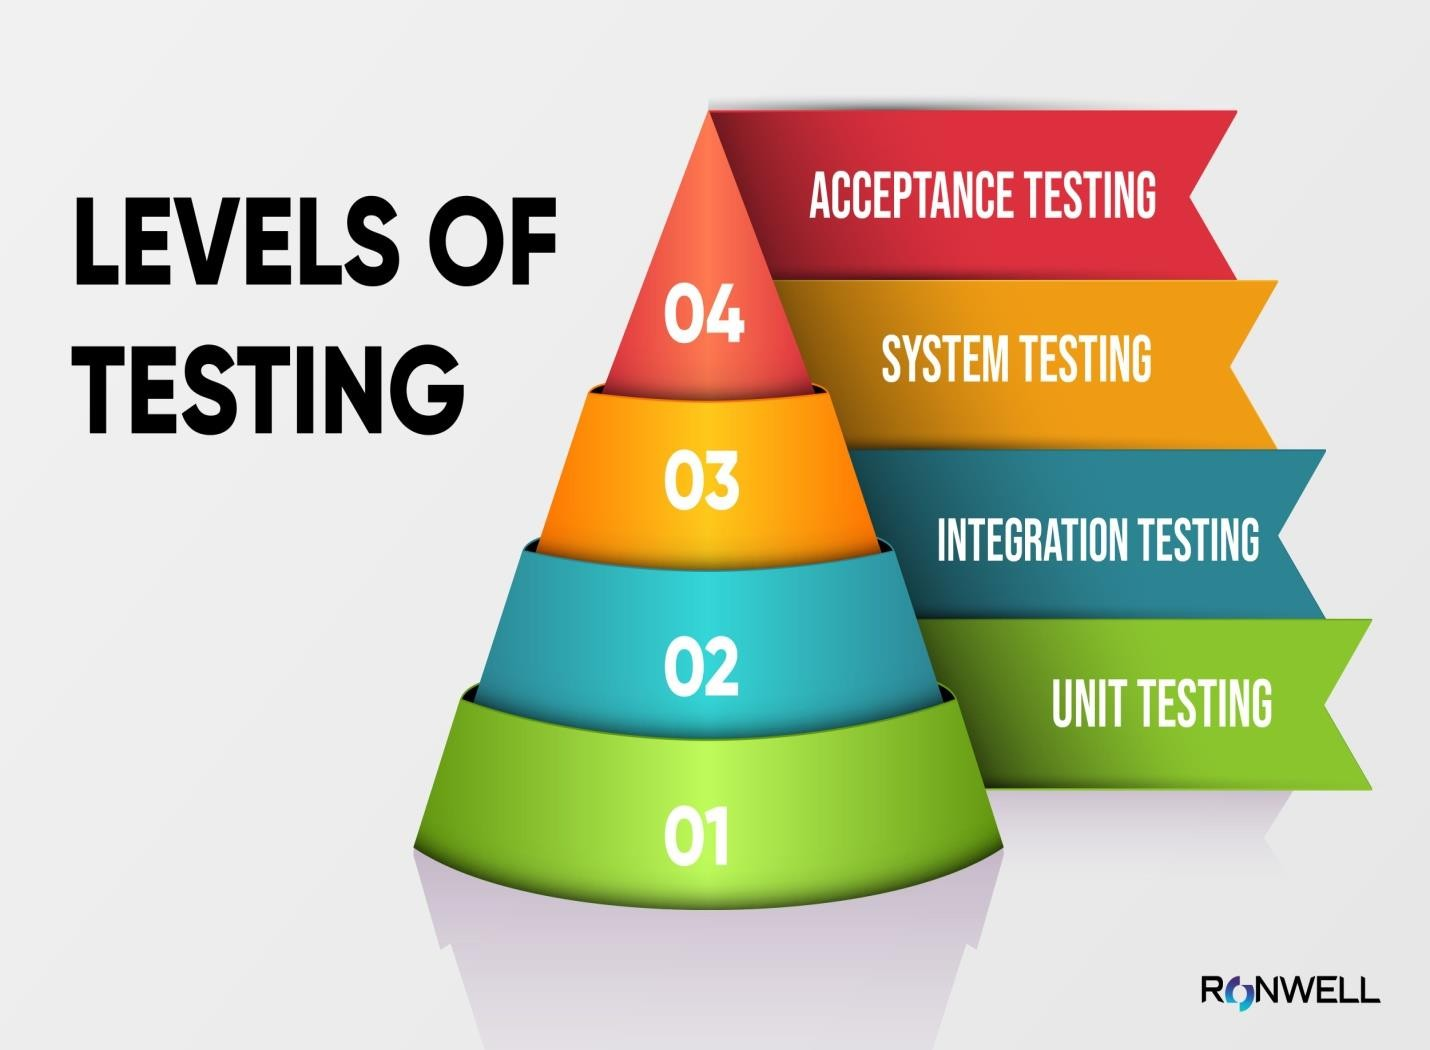 LEVELS OF
TESTING
04
ACCEPTANCE TESTING
03
SYSTEM TESTING
02
INTEGRATION TESTING
01
UNIT TESTING
RONWELL